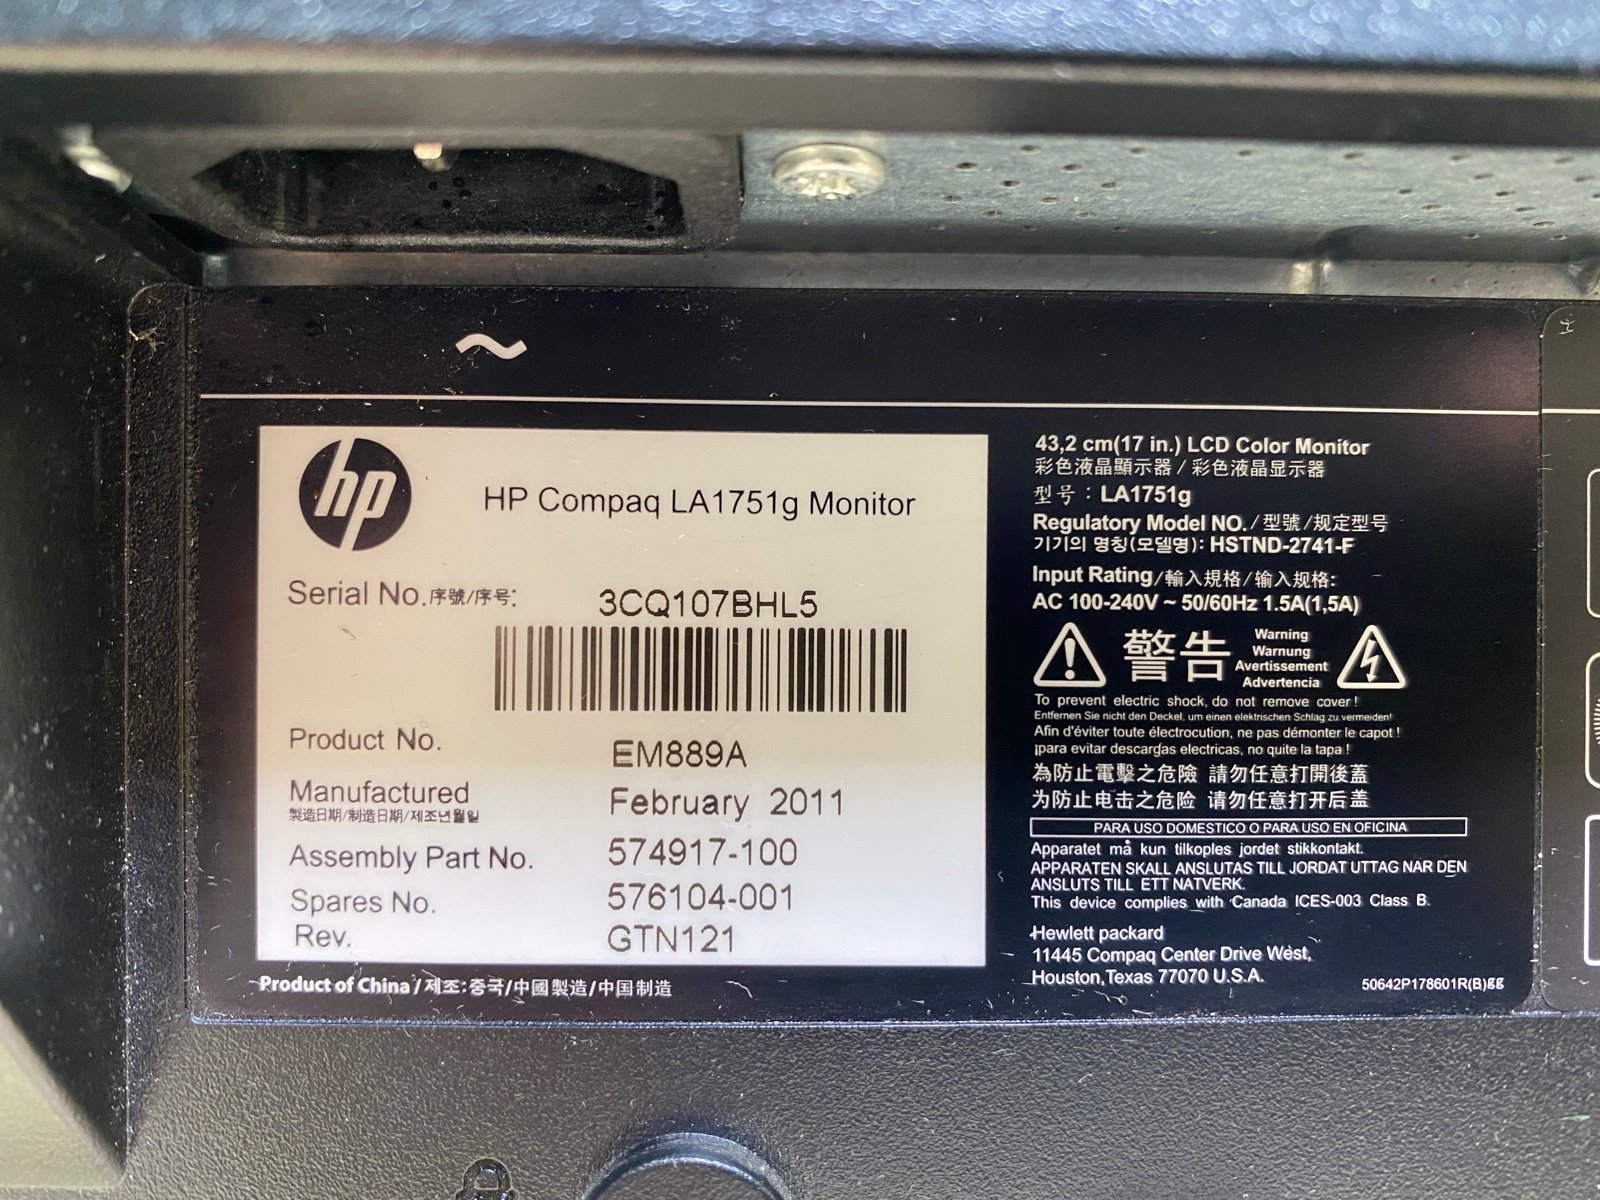 ~
hp
HP Compaq LA1751g Monitor
Serial No.序號/序号: 3CQ107BHL5
Product No. EM889A
Manufactured February 2011
製造日期/制造日期/제조년월일
Assembly Part No. 574917-100
Spares No. 576104-001
Rev. GTN121
Product of China/제조:중국/中國製造/中国制造
43,2 cm(17 in.) LCD Color Monitor
彩色液晶顯示器/彩色液晶显示器
型号：LA1751g
Regulatory Model NO./型號/规定型号
기기의 명칭(모델명): HSTND-2741-F
Input Rating/輸入規格/输入规格:
AC 100-240V ~ 50/60Hz 1.5A(1,5A)
警告
Warning
Warnung
Avertissement
Advertencia
To prevent electric shock, do not remove cover !
Entfernen Sie nicht den Deckel, um einen elektrischen Schlag zu vermeiden!
Afin d'éviter toute électrocution, ne pas démonter le capot !
¡para evitar descargas electricas, no quite la tapa !
為防止電擊之危險 請勿任意打開後蓋
为防止电击之危险 请勿任意打开后盖
PARA USO DOMESTICO O PARA USO EN OFICINA
Apparatet må kun tilkoples jordet stikkontakt.
APPARATEN SKALL ANSLUTAS TILL JORDAT UTTAG NAR DEN
ANSLUTS TILL ETT NATVERK.
This device complies with Canada ICES-003 Class B.
Hewlett packard
11445 Compaq Center Drive West,
Houston,Texas 77070 U.S.A.
50642P178601R(B)gg